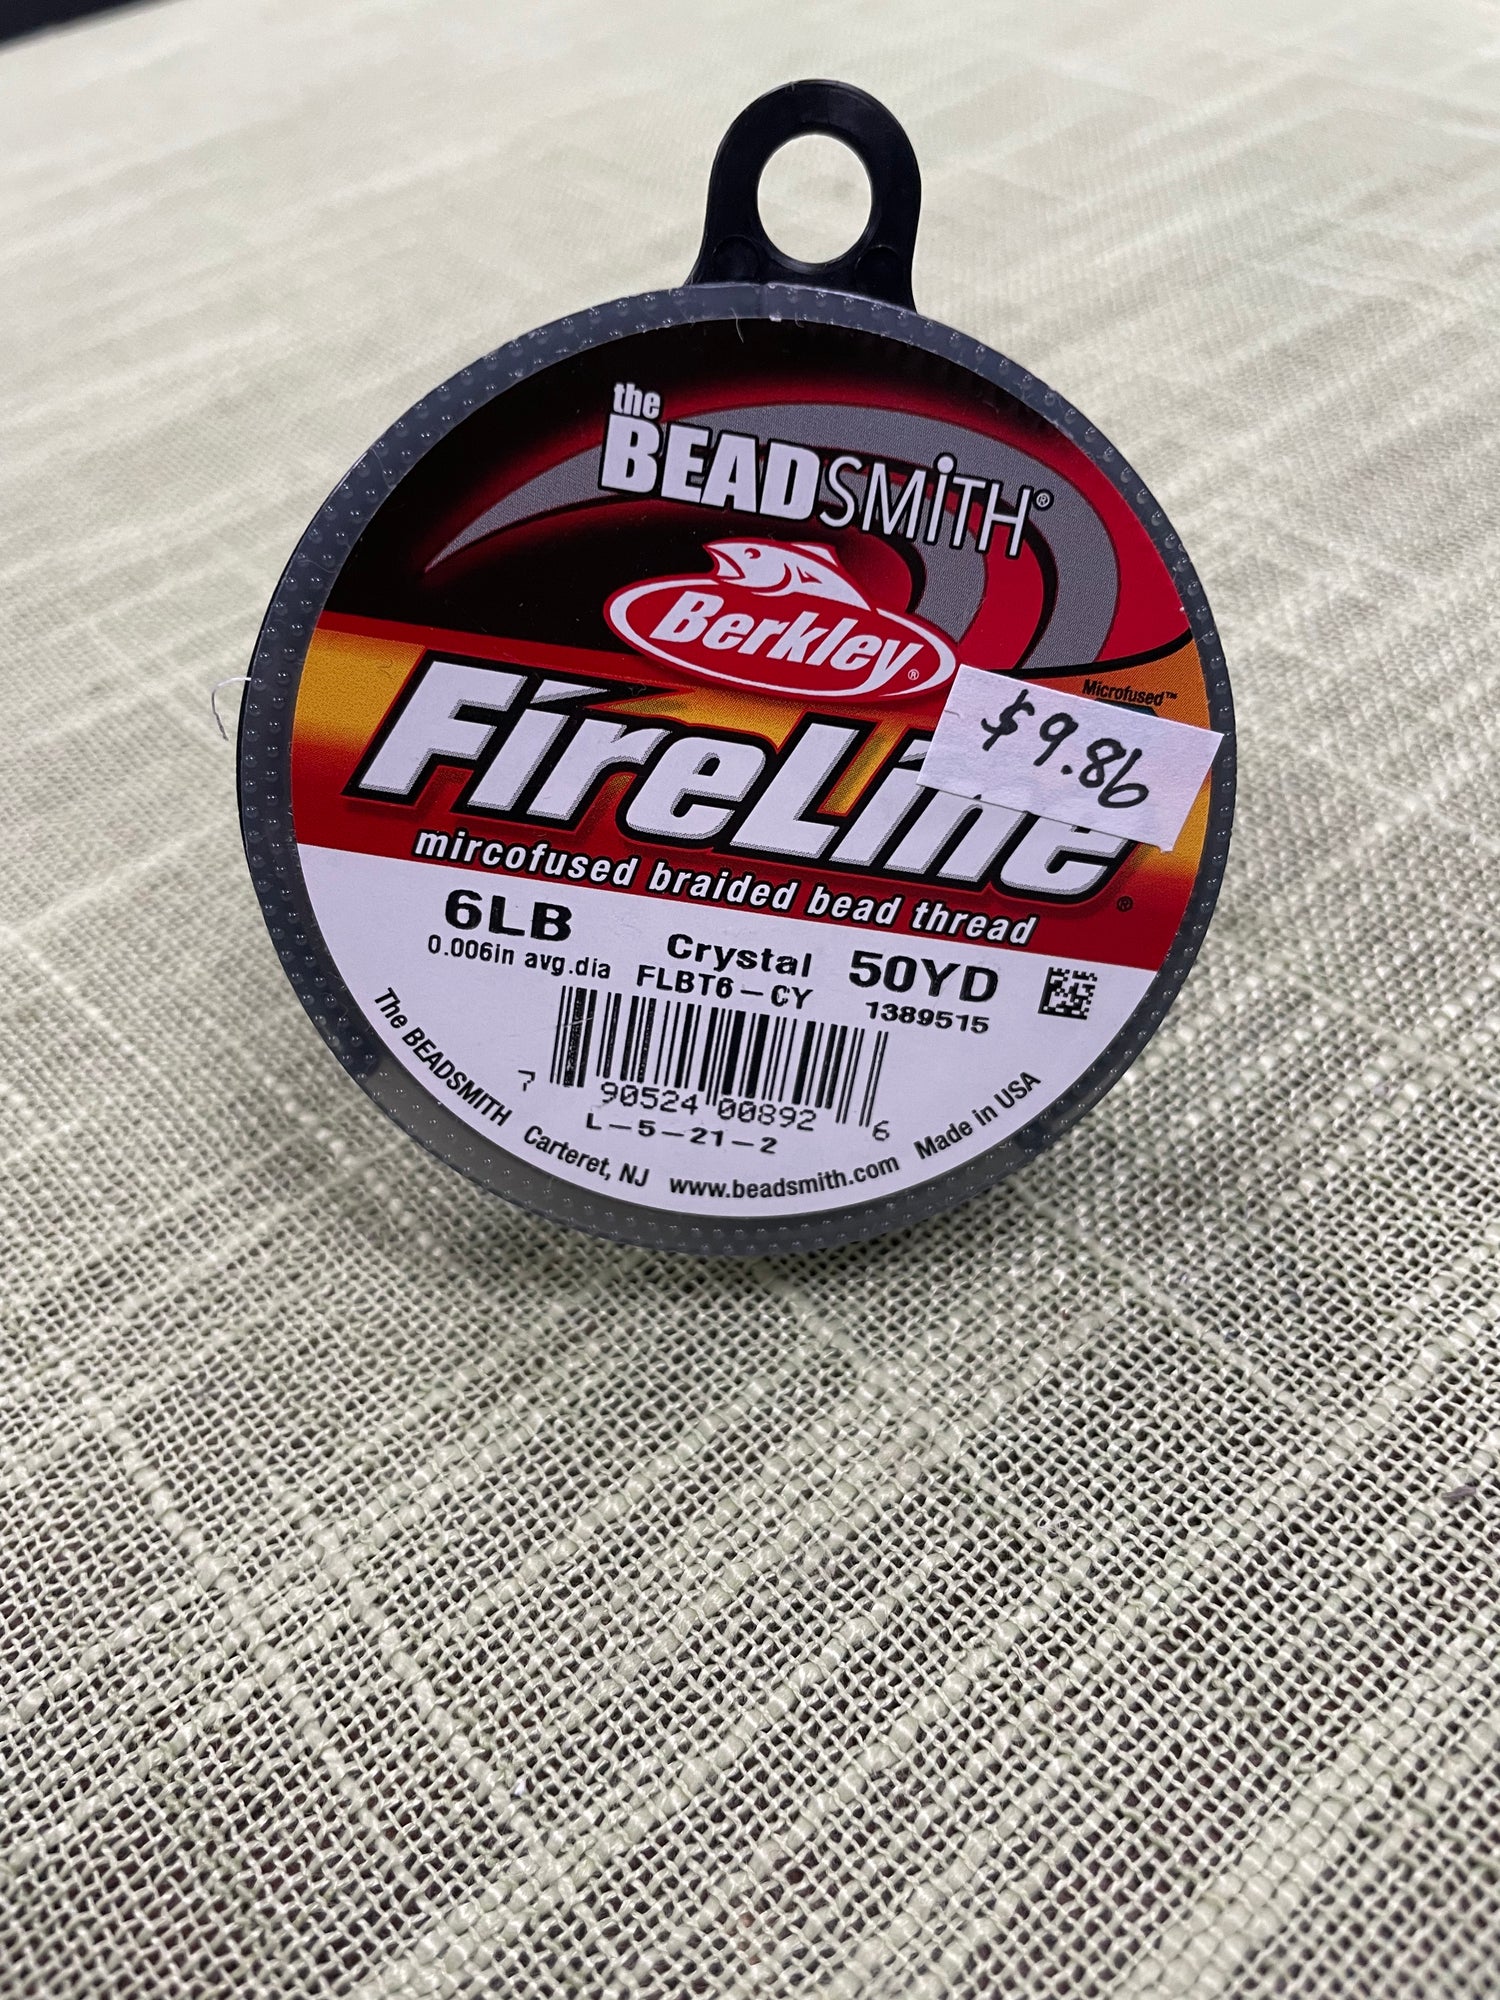 the
BEADSMITH®
Berkley®
Microfused™
$9.86
FireLine®
mircofused braided bead thread
6LB Crystal 50YD
0.006in avg.dia FLBT6-CY 1389515
7 90524 00892 6
L-5-21-2
The BEADSMITH Carteret, NJ www.beadsmith.com Made in USA